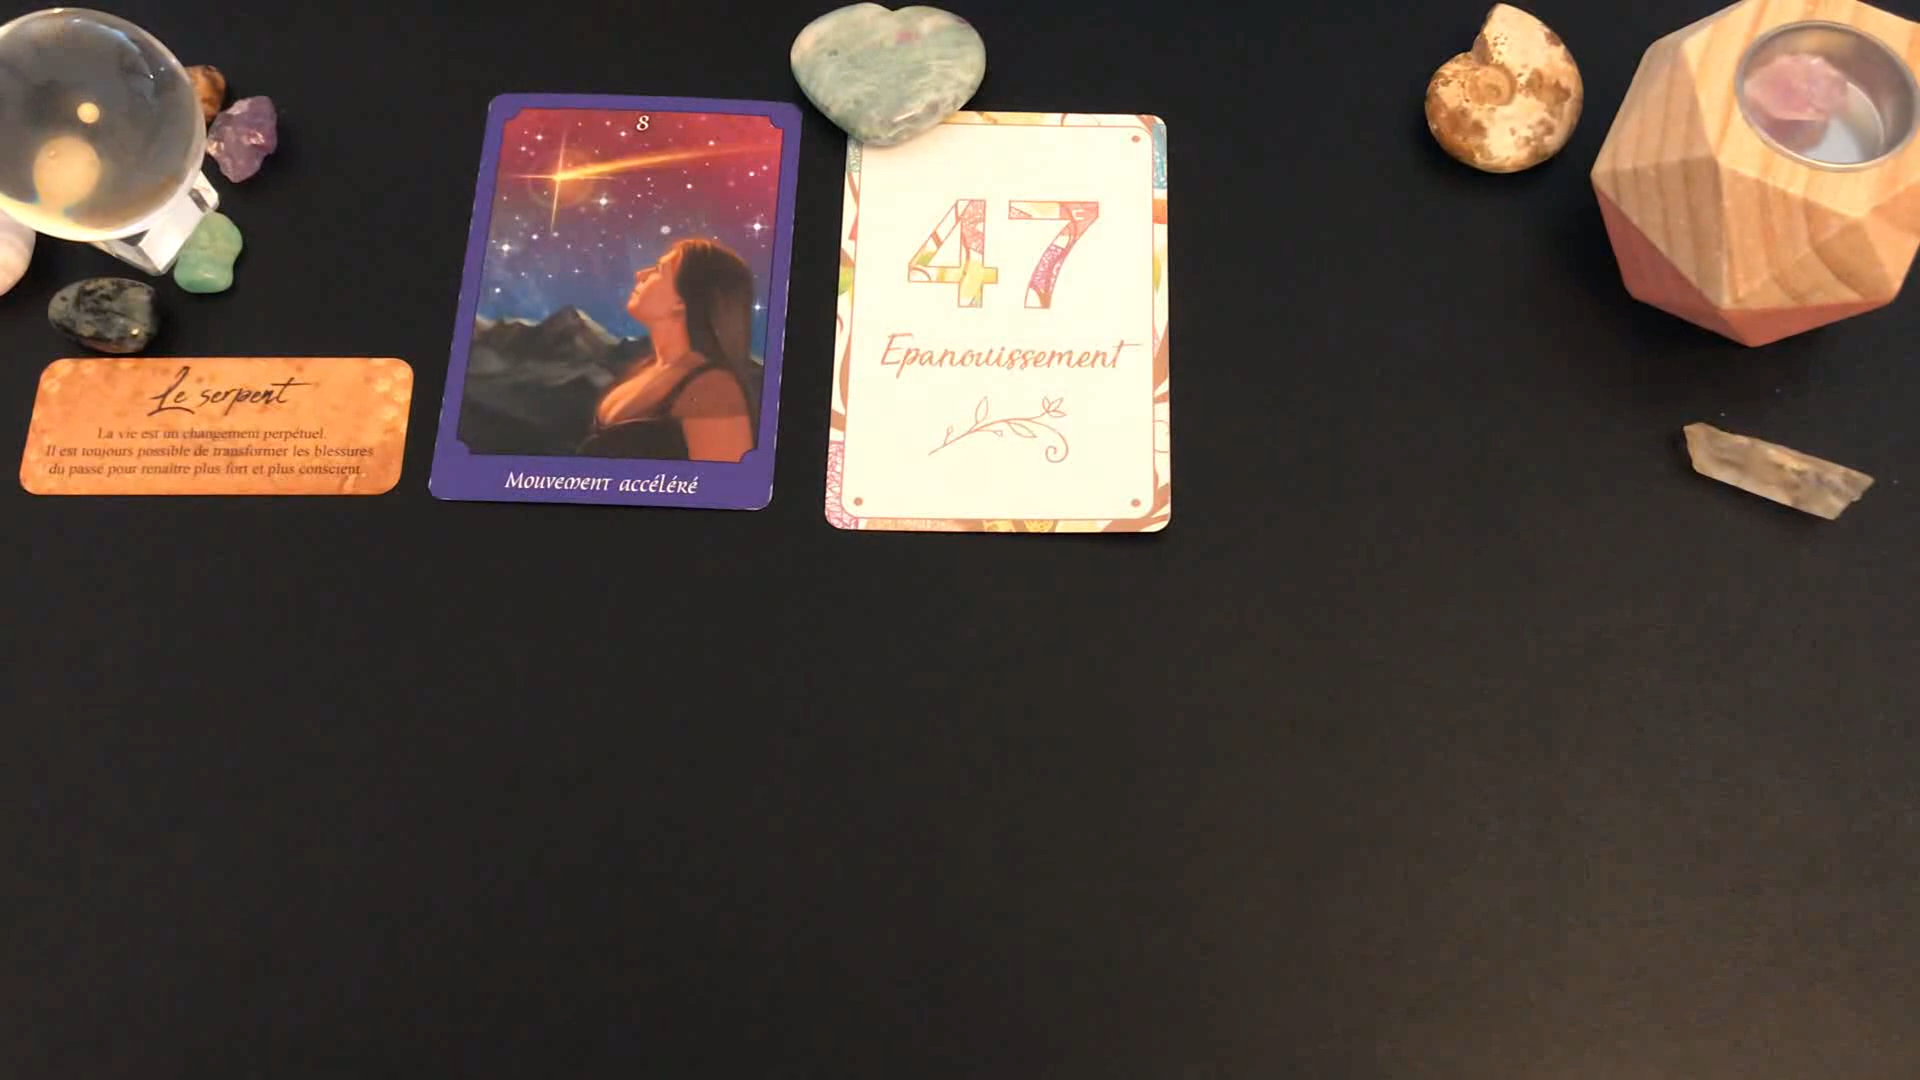 Le serpent
La vie est un changement perpétuel.
Il est toujours possible de transformer les blessures
du passé pour renaître plus fort et plus conscient.
8
Mouvement accéléré
47
Epanouissement